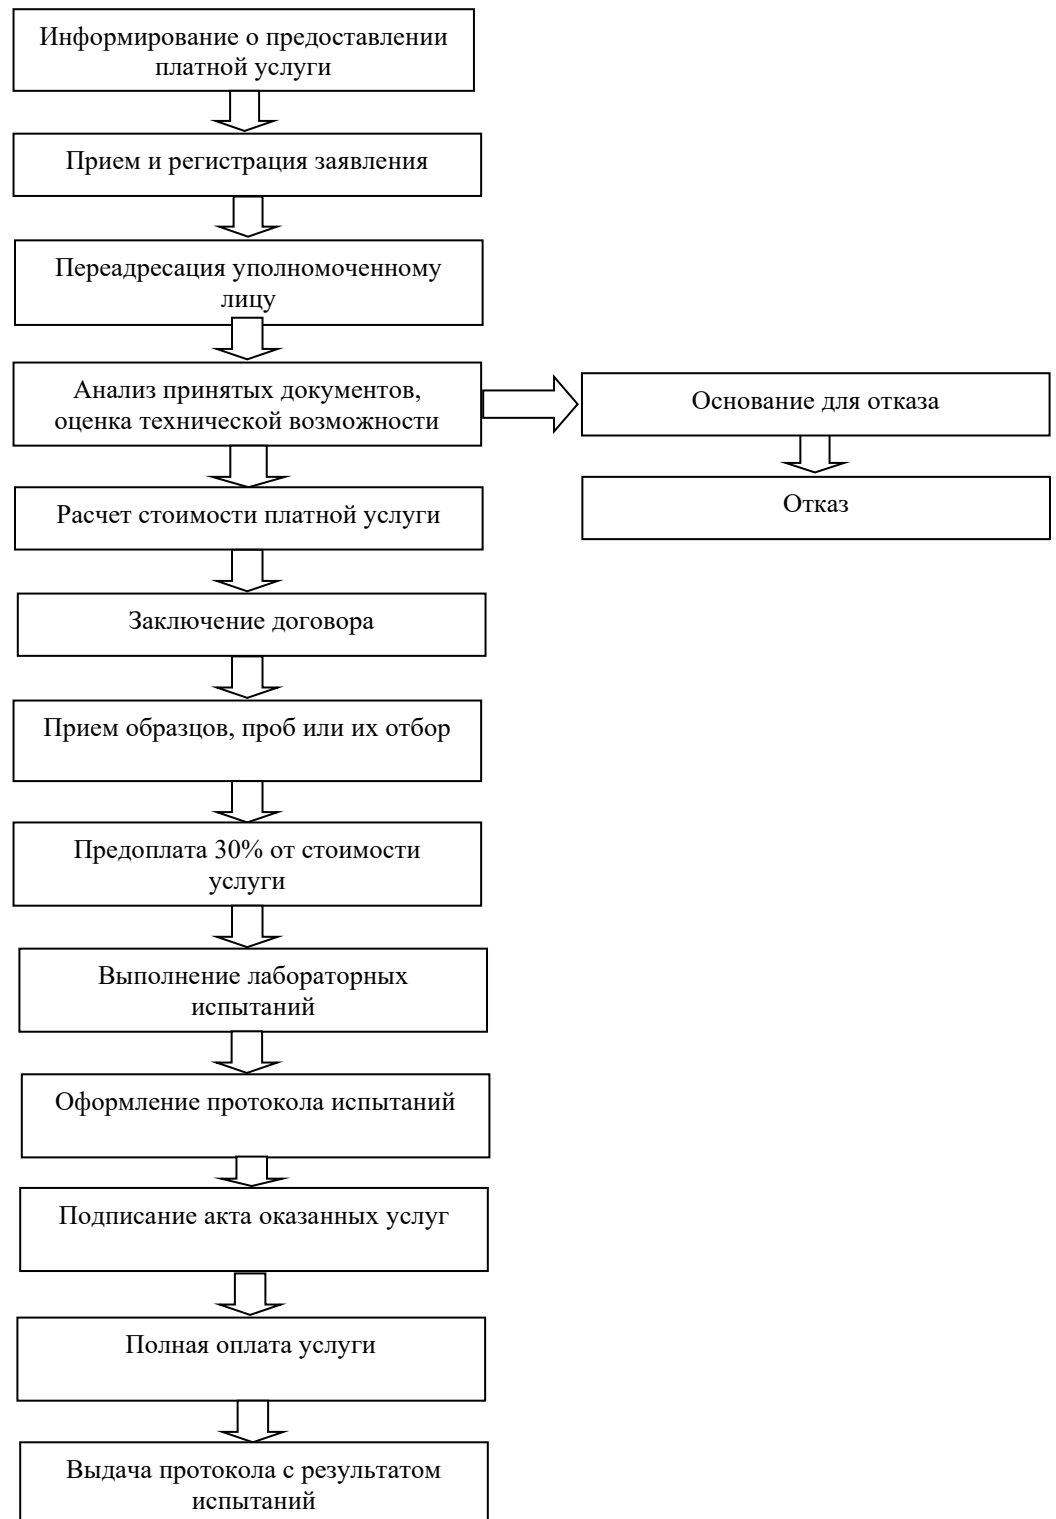 Информирование о предоставлении
платной услуги
Прием и регистрация заявления
Переадресация уполномоченному
лицу
Анализ принятых документов,
оценка технической возможности
Основание для отказа
Отказ
Расчет стоимости платной услуги
Заключение договора
Прием образцов, проб или их отбор
Предоплата 30% от стоимости
услуги
Выполнение лабораторных
испытаний
Оформление протокола испытаний
Подписание акта оказанных услуг
Полная оплата услуги
Выдача протокола с результатом
испытаний